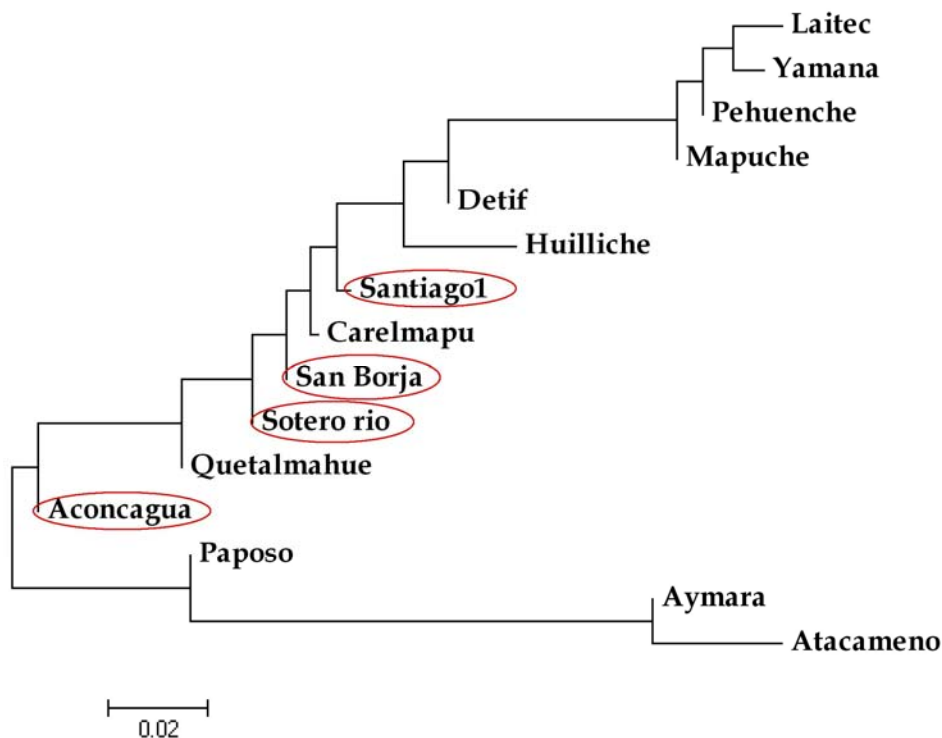 Laitec
Yamana
Pehuenche
Mapuche
Detif
Huilliche
Santiago1
Carelmapu
San Borja
Sotero rio
Quetalmahue
Aconcagua
Paposo
Aymara
Atacameno
0.02